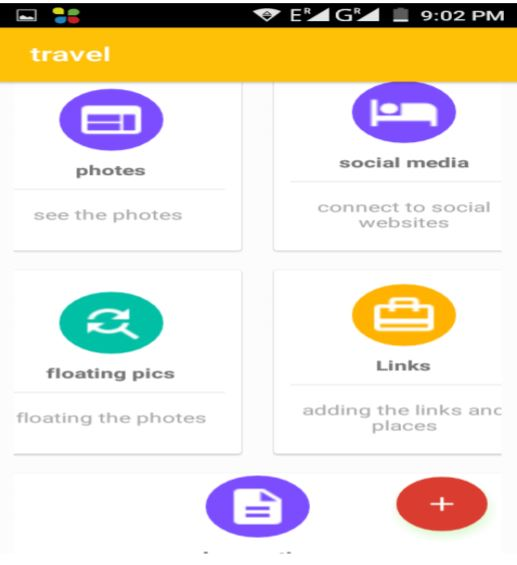 E R G R 9:02 PM
travel
photes
see the photes
social media
connect to social
websites
floating pics
floating the photes
Links
adding the links and
places